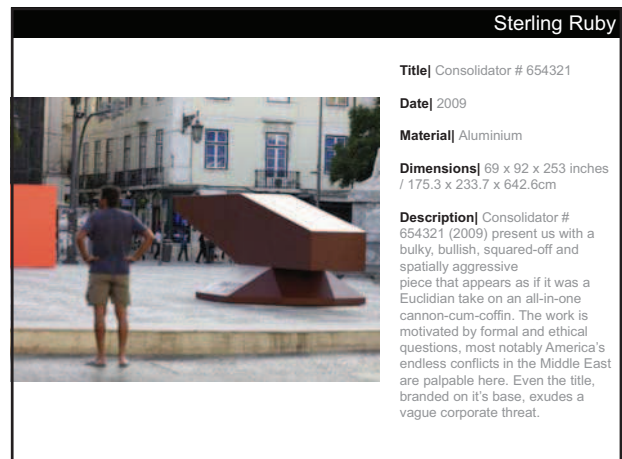 Sterling Ruby
Title| Consolidator # 654321
Date| 2009
Material| Aluminium
Dimensions| 69 x 92 x 253 inches
/ 175.3 x 233.7 x 642.6cm
Description| Consolidator #
654321 (2009) present us with a
bulky, bullish, squared-off and
spatially aggressive
piece that appears as if it was a
Euclidian take on an all-in-one
cannon-cum-coffin. The work is
motivated by formal and ethical
questions, most notably America's
endless conflicts in the Middle East
are palpable here. Even the title,
branded on it's base, exudes a
vague corporate threat.